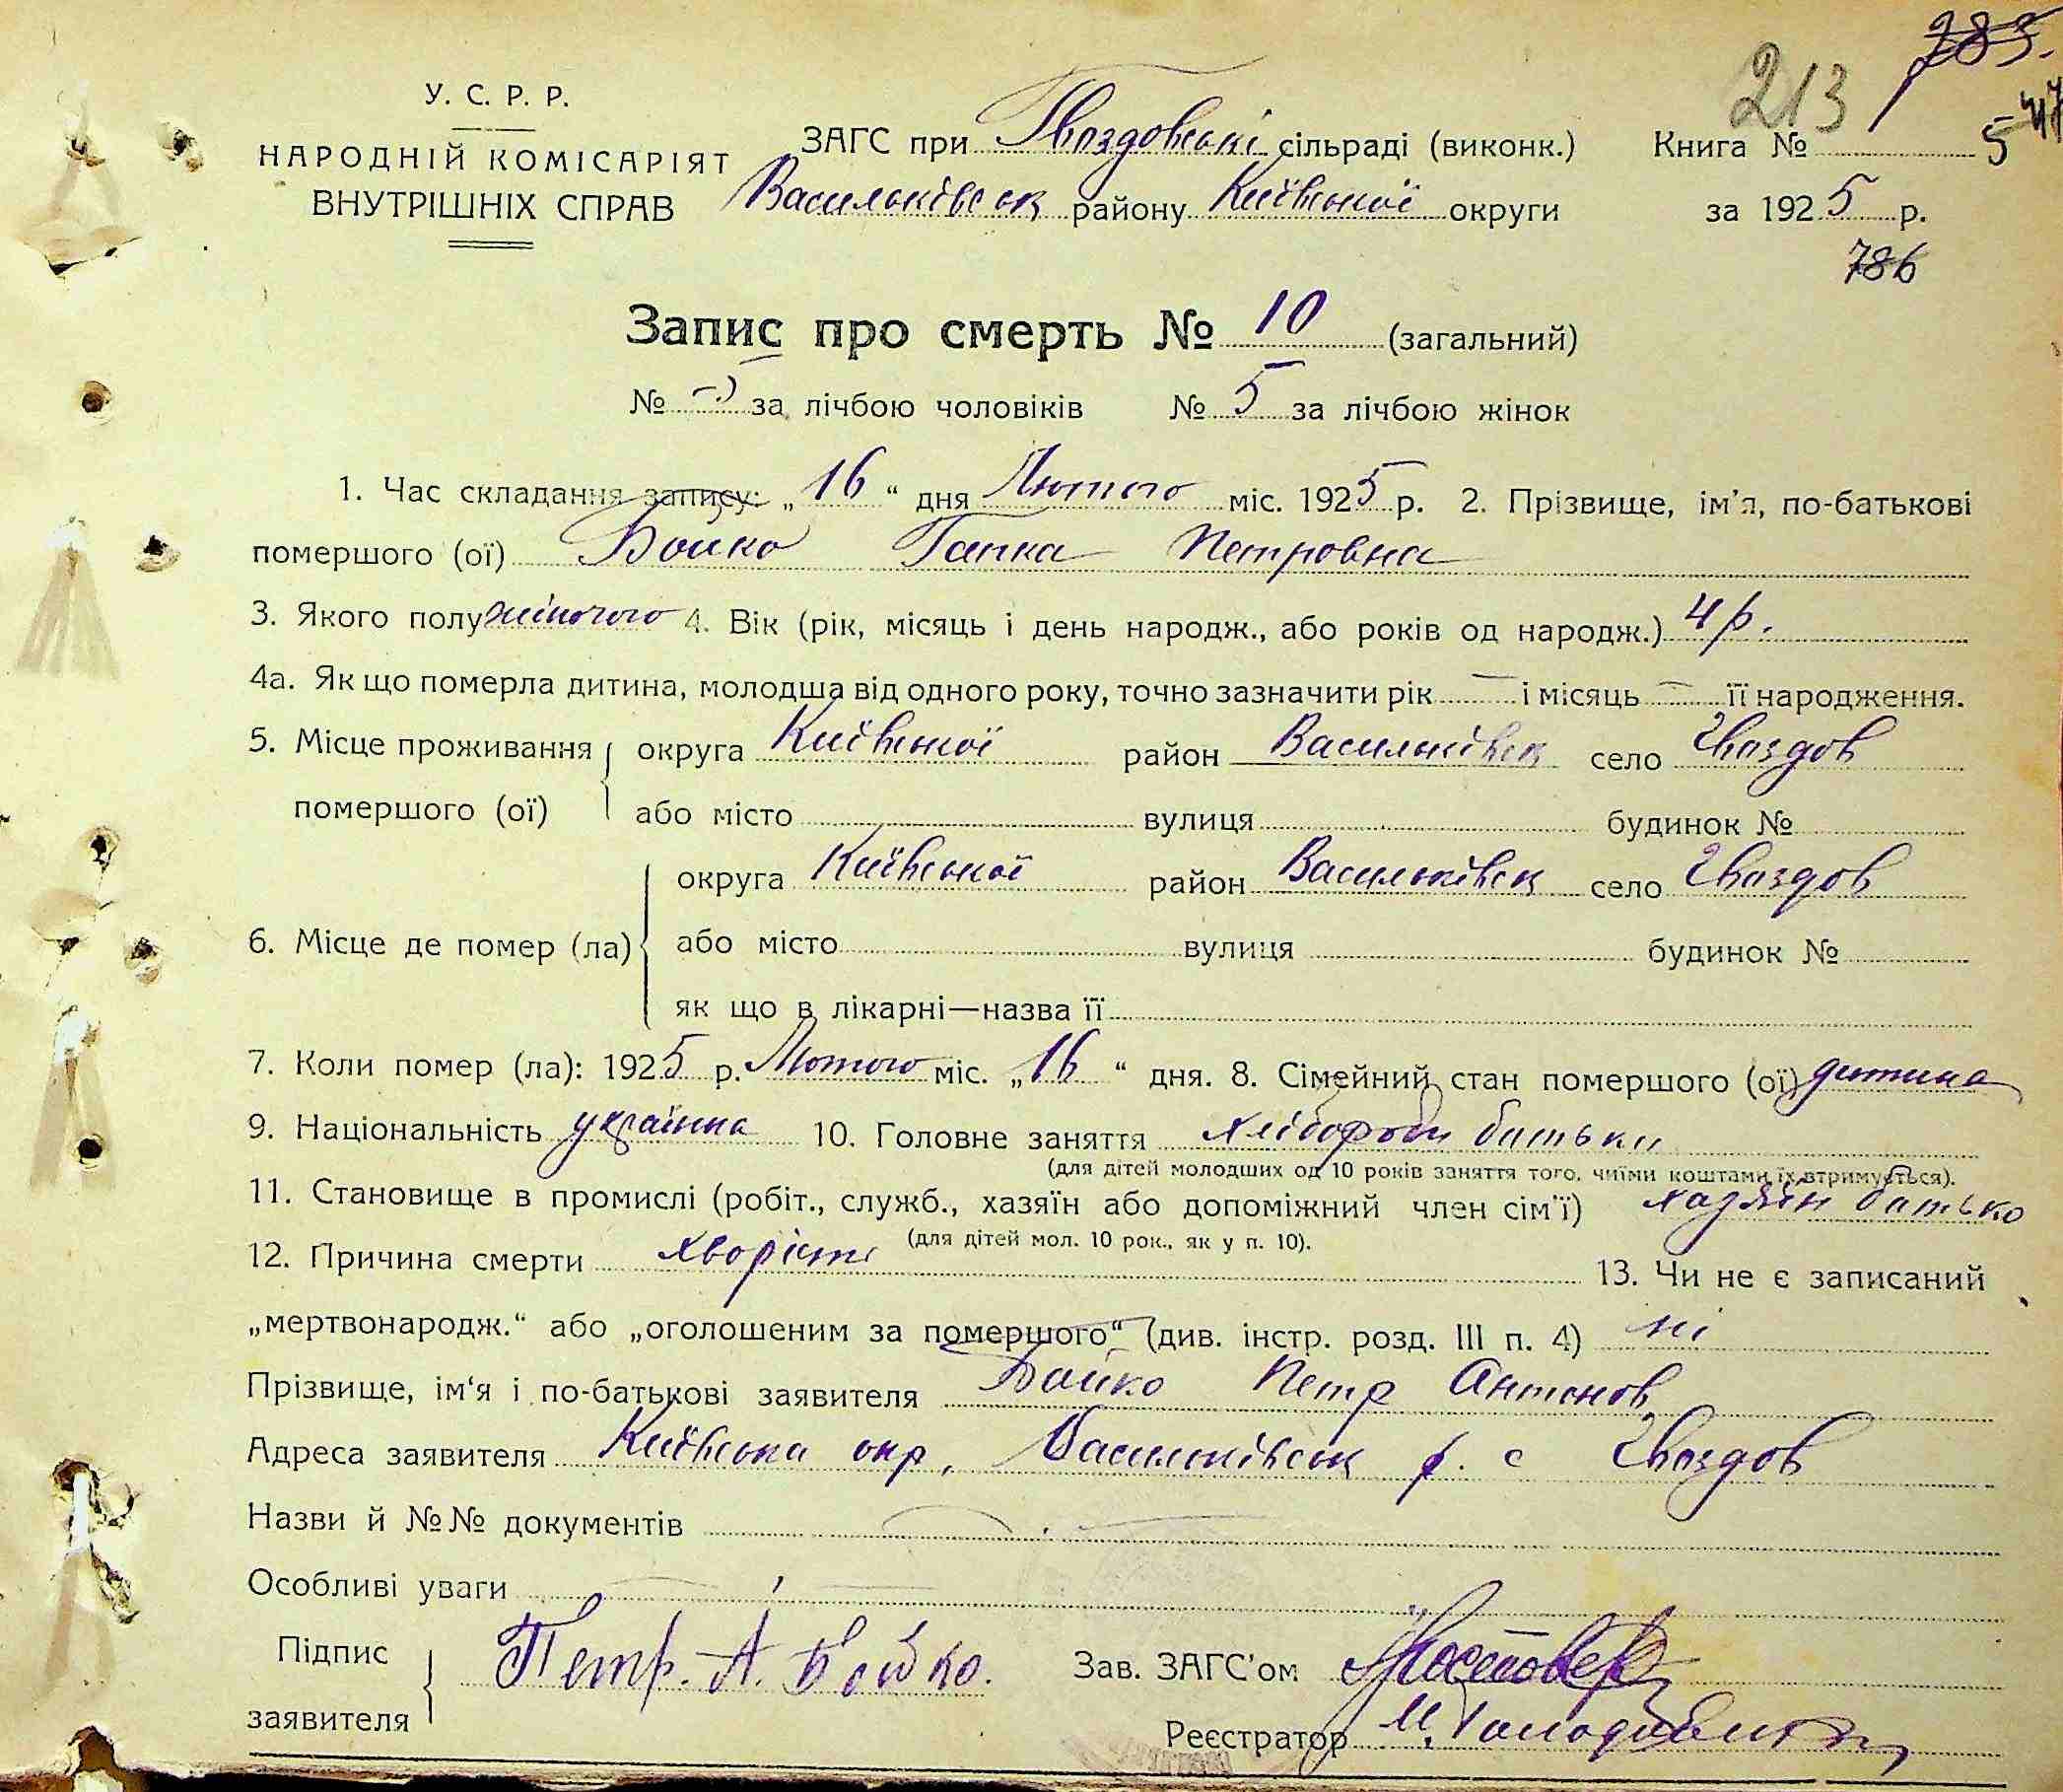 283.
213
5
47
У. С. Р. Р.
НАРОДНІЙ КОМІСАРІЯТ
ВНУТРІШНІХ СПРАВ
ЗАГС при Гвоздовські сільраді (виконк.) Книга №
Васильківськ району Київської округи за 1925 р.
786
Запис про смерть № 10 (загальний)
№ за лічбою чоловіків № 5 за лічбою жінок
1. Час складання запису: „16“ дня Лютого міс. 1925 р. 2. Прізвище, ім'я, по-батькові
помершого (ої) Бойко Гапка Петровна
3. Якого полу жіночого 4. Вік (рік, місяць і день народж., або років од народж.) 4 р.
4а. Як що померла дитина, молодша від одного року, точно зазначити рік — і місяць — її народження.
5. Місце проживання округа Київської район Васильківськ село Гвоздов
помершого (ої) або місто вулиця будинок №
округа Київської район Васильківськ село Гвоздов
6. Місце де помер (ла) або місто вулиця будинок №
як що в лікарні—назва її
7. Коли помер (ла): 1925 р. Лютого міс. „16“ дня. 8. Сімейний стан помершого (ої) дитина
9. Національність українка 10. Головне заняття хлібороби батьки
(для дітей молодших од 10 років заняття того, чиїми коштами їх втримується).
11. Становище в промислі (робіт., служб., хазяїн або допоміжний член сім'ї) хазяїн батько
(для дітей мол. 10 рок., як у п. 10).
12. Причина смерти хворість 13. Чи не є записаний
„мертвонародж.“ або „оголошеним за помершого“ (див. інстр. розд. III п. 4) ні
Прізвище, ім'я і по-батькові заявителя Бойко Петр Антонов
Адреса заявителя Київська окр. Васильківськ р. с Гвоздов
Назви й №№ документів —
Особливі уваги —
Підпис
заявителя Петр. А. Бойко.
Зав. ЗАГС'ом
Реєстратор